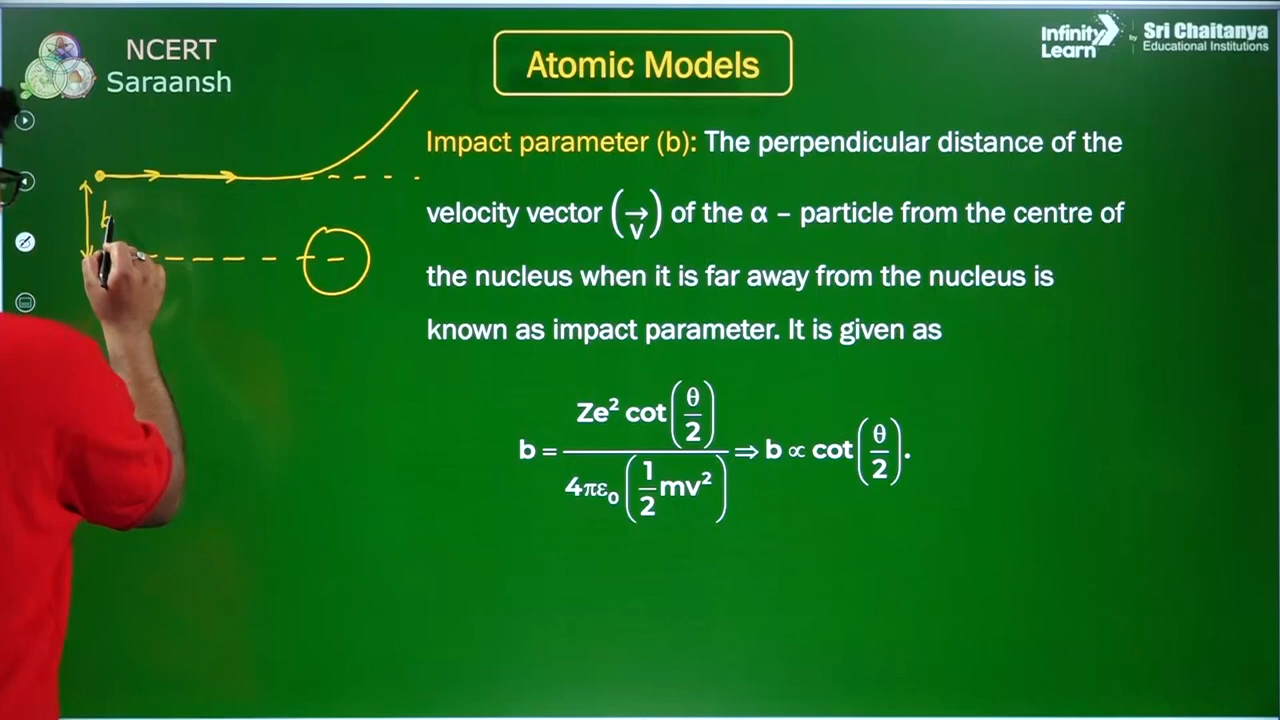 NCERT
Saraansh
Atomic Models
Infinity Learn by Sri Chaitanya Educational Institutions
Impact parameter (b): The perpendicular distance of the
velocity vector (→v) of the α – particle from the centre of
the nucleus when it is far away from the nucleus is
known as impact parameter. It is given as
b = Ze² cot(θ/2) / 4πε₀(1/2 mv²) ⇒ b ∝ cot(θ/2).
b